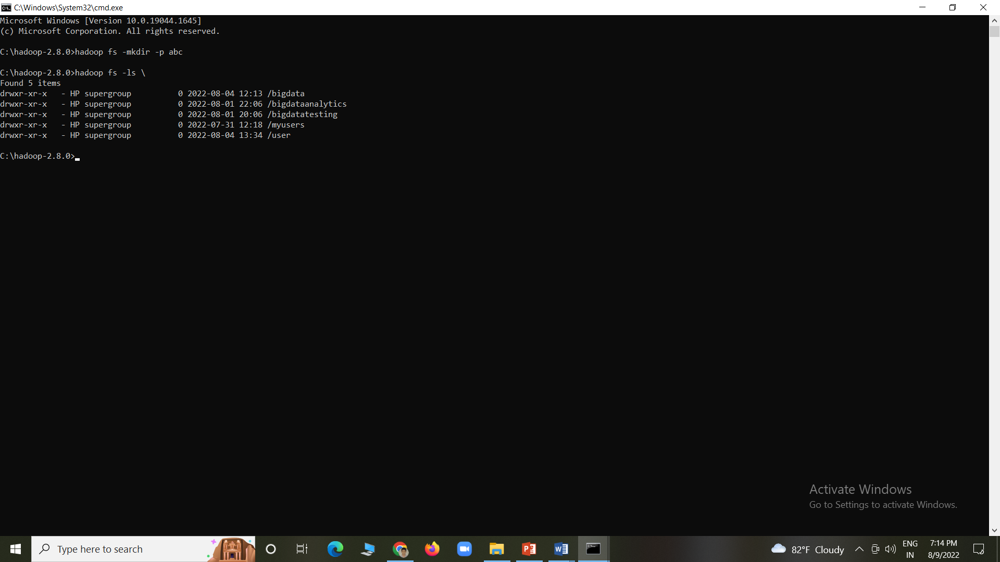 C:\Windows\System32\cmd.exe
Microsoft Windows [Version 10.0.19044.1645]
(c) Microsoft Corporation. All rights reserved.
C:\hadoop-2.8.0>hadoop fs -mkdir -p abc
C:\hadoop-2.8.0>hadoop fs -ls \
Found 5 items
drwxr-xr-x   - HP supergroup          0 2022-08-04 12:13 /bigdata
drwxr-xr-x   - HP supergroup          0 2022-08-01 22:06 /bigdataanalytics
drwxr-xr-x   - HP supergroup          0 2022-08-01 20:06 /bigdatatesting
drwxr-xr-x   - HP supergroup          0 2022-07-31 12:18 /myusers
drwxr-xr-x   - HP supergroup          0 2022-08-04 13:34 /user
C:\hadoop-2.8.0>
Activate Windows
Go to Settings to activate Windows.
Type here to search
82°F Cloudy
ENG
IN
7:14 PM
8/9/2022